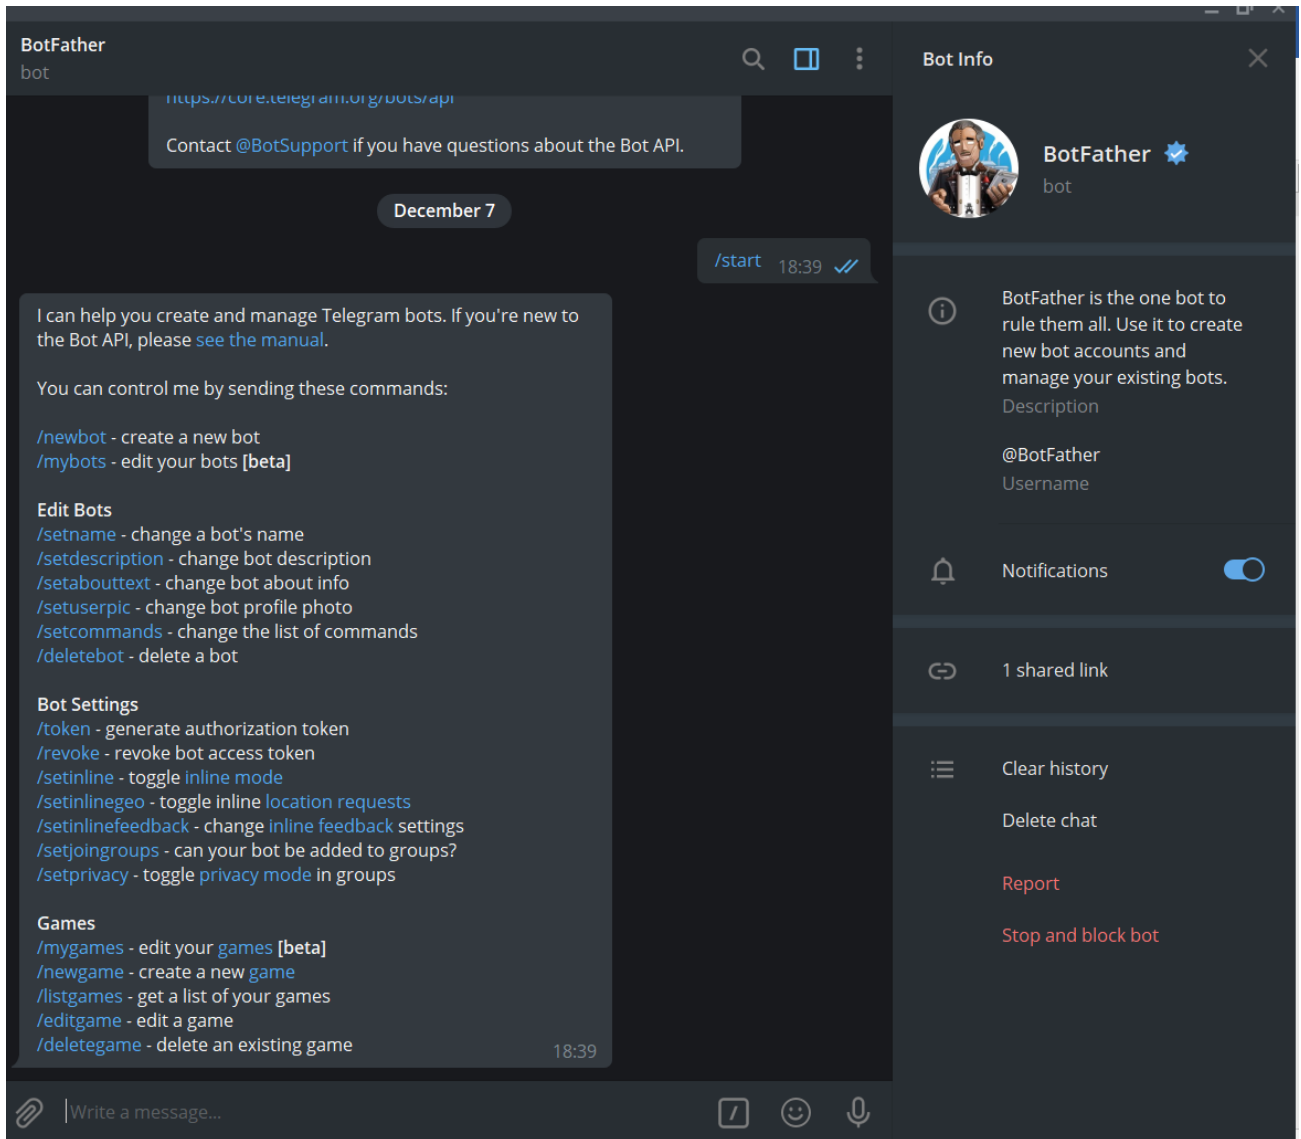 BotFather
bot
https://core.telegram.org/bots/api
Contact @BotSupport if you have questions about the Bot API.
December 7
/start 18:39
I can help you create and manage Telegram bots. If you're new to
the Bot API, please see the manual.
You can control me by sending these commands:
/newbot - create a new bot
/mybots - edit your bots [beta]
Edit Bots
/setname - change a bot's name
/setdescription - change bot description
/setabouttext - change bot about info
/setuserpic - change bot profile photo
/setcommands - change the list of commands
/deletebot - delete a bot
Bot Settings
/token - generate authorization token
/revoke - revoke bot access token
/setinline - toggle inline mode
/setinlinegeo - toggle inline location requests
/setinlinefeedback - change inline feedback settings
/setjoingroups - can your bot be added to groups?
/setprivacy - toggle privacy mode in groups
Games
/mygames - edit your games [beta]
/newgame - create a new game
/listgames - get a list of your games
/editgame - edit a game
/deletegame - delete an existing game
18:39
Write a message...
Bot Info
BotFather
bot
BotFather is the one bot to
rule them all. Use it to create
new bot accounts and
manage your existing bots.
Description
@BotFather
Username
Notifications
1 shared link
Clear history
Delete chat
Report
Stop and block bot